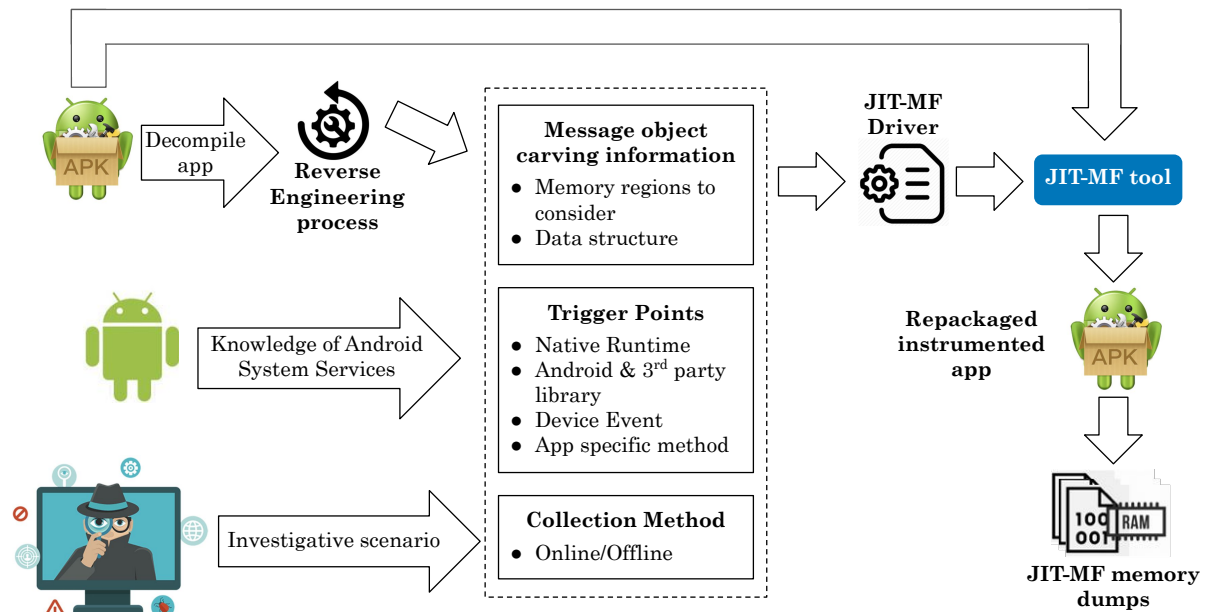 APK
Decompile
app
Reverse
Engineering
process
Message object
carving information
● Memory regions to
consider
● Data structure
JIT-MF
Driver
JIT-MF tool
Knowledge of Android
System Services
Trigger Points
● Native Runtime
● Android & 3rd party
library
● Device Event
● App specific method
Repackaged
instrumented
app
APK
Investigative scenario
Collection Method
● Online/Offline
100
001
RAM
JIT-MF memory
dumps